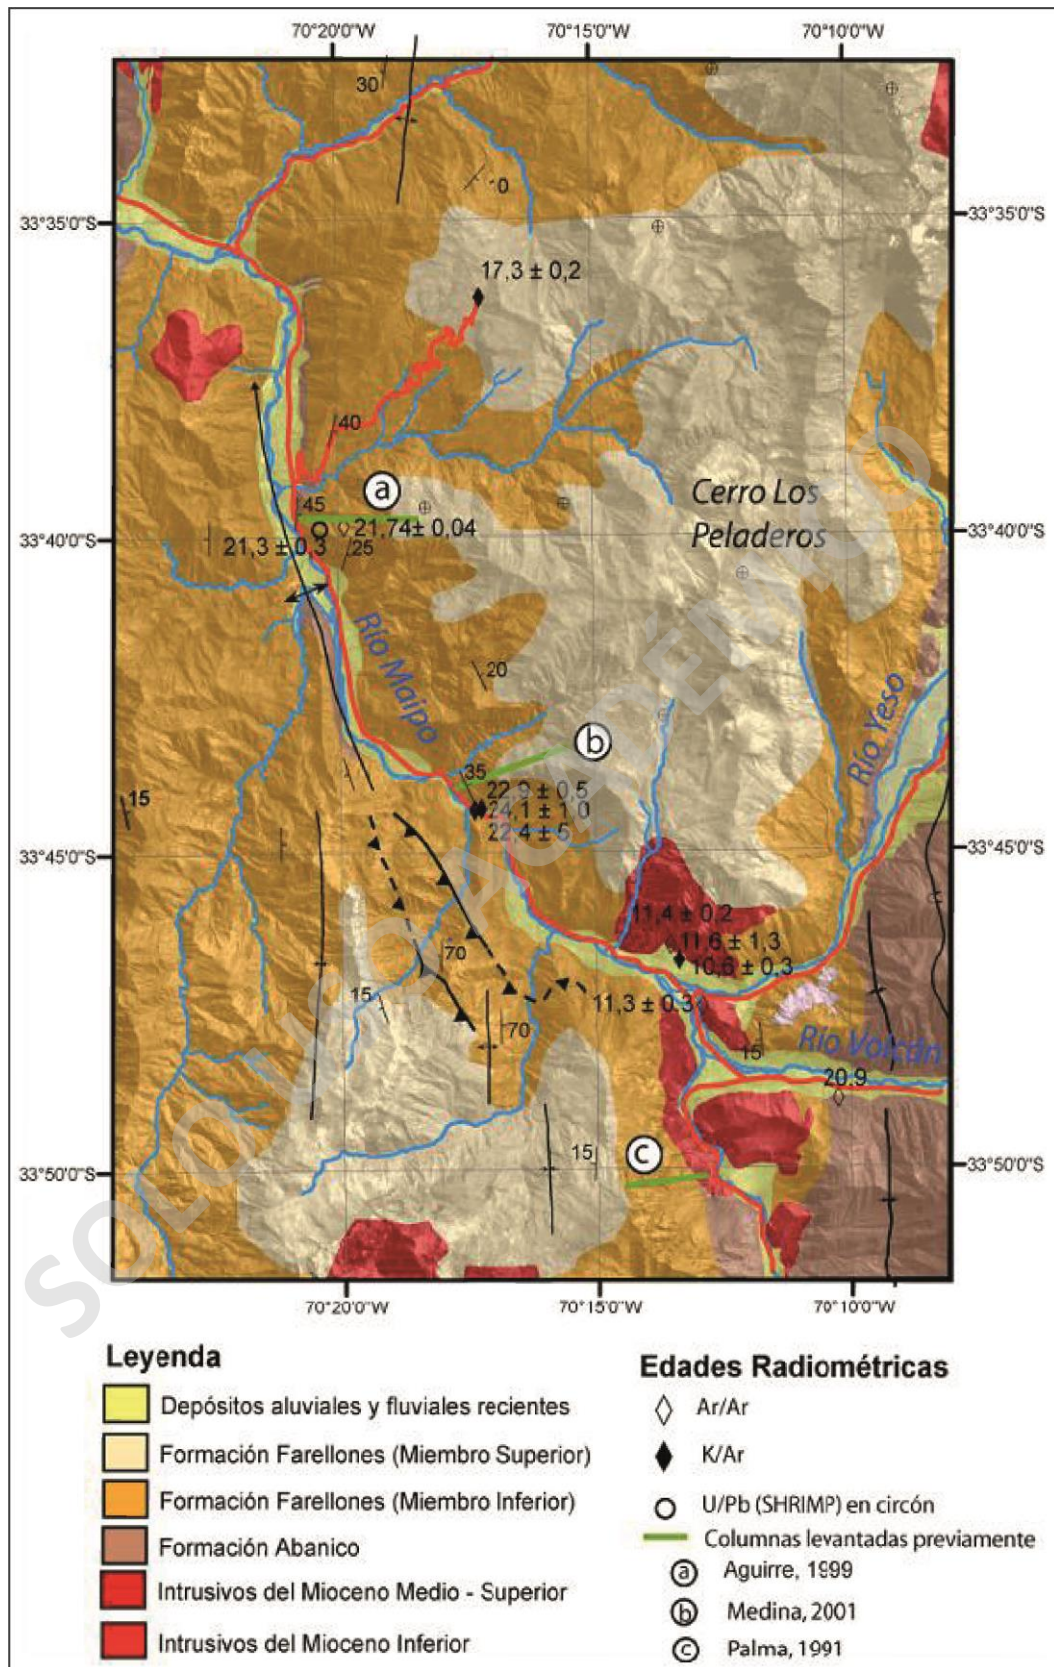 70°20'0"W 70°15'0"W 70°10'0"W
30
0
33°35'0"S 33°35'0"S
17,3 ± 0,2
40
a
Cerro Los
Peladeros
45
21,74± 0,04
33°40'0"S 33°40'0"S
21,3 ± 0,3
25
Río Maipo
20
Río Yeso
b
35
22,9 ± 0,5
15
24,1 ± 1,0
22,4 ± 5
33°45'0"S 33°45'0"S
11,4 ± 0,2
11,6 ± 1,3
70
10,6 ± 0,3
15
11,3 ± 0,3
70
15
Río Volcán
20.9
c
15
33°50'0"S 33°50'0"S
70°20'0"W 70°15'0"W 70°10'0"W
SOLO USO ACADÉMICO
Leyenda
Depósitos aluviales y fluviales recientes
Formación Farellones (Miembro Superior)
Formación Farellones (Miembro Inferior)
Formación Abanico
Intrusivos del Mioceno Medio - Superior
Intrusivos del Mioceno Inferior
Edades Radiométricas
Ar/Ar
K/Ar
U/Pb (SHRIMP) en circón
Columnas levantadas previamente
a Aguirre, 1999
b Medina, 2001
c Palma, 1991